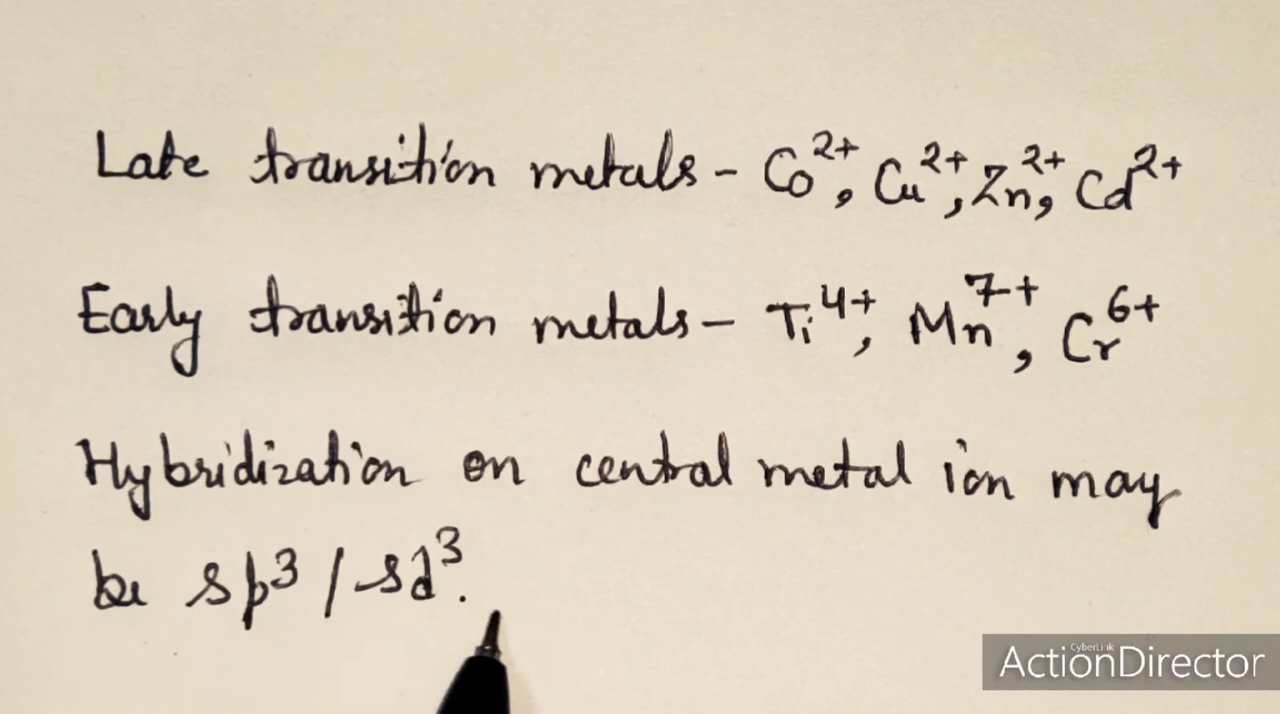 Late transition metals - Co²⁺, Cu²⁺, Zn²⁺, Cd²⁺
Early transition metals - Ti⁴⁺, Mn⁷⁺, Cr⁶⁺
Hybridization on central metal ion may
be sp³ / sd³.
CyberLink
ActionDirector